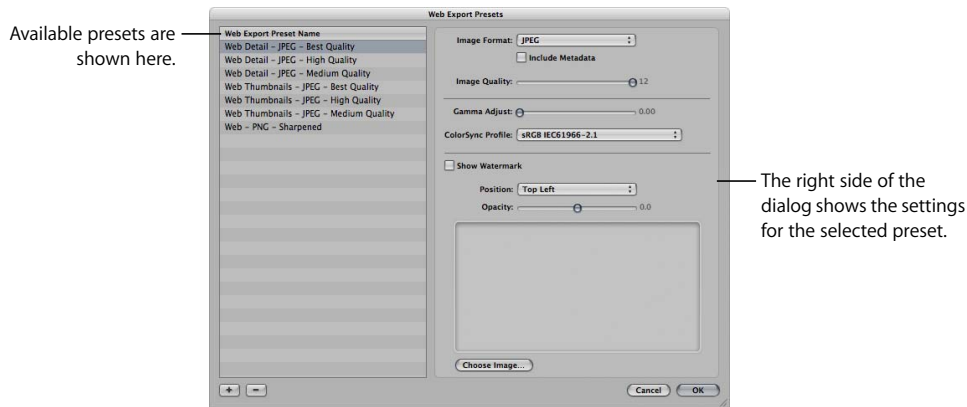 Web Export Presets
Available presets are
shown here.
Web Export Preset Name
Web Detail – JPEG – Best Quality
Web Detail – JPEG – High Quality
Web Detail – JPEG – Medium Quality
Web Thumbnails – JPEG – Best Quality
Web Thumbnails – JPEG – High Quality
Web Thumbnails – JPEG – Medium Quality
Web – PNG – Sharpened
Image Format: JPEG
Include Metadata
Image Quality: 12
Gamma Adjust: 0.00
ColorSync Profile: sRGB IEC61966-2.1
Show Watermark
Position: Top Left
Opacity: 0.0
Choose Image...
+ −
Cancel OK
The right side of the
dialog shows the settings
for the selected preset.